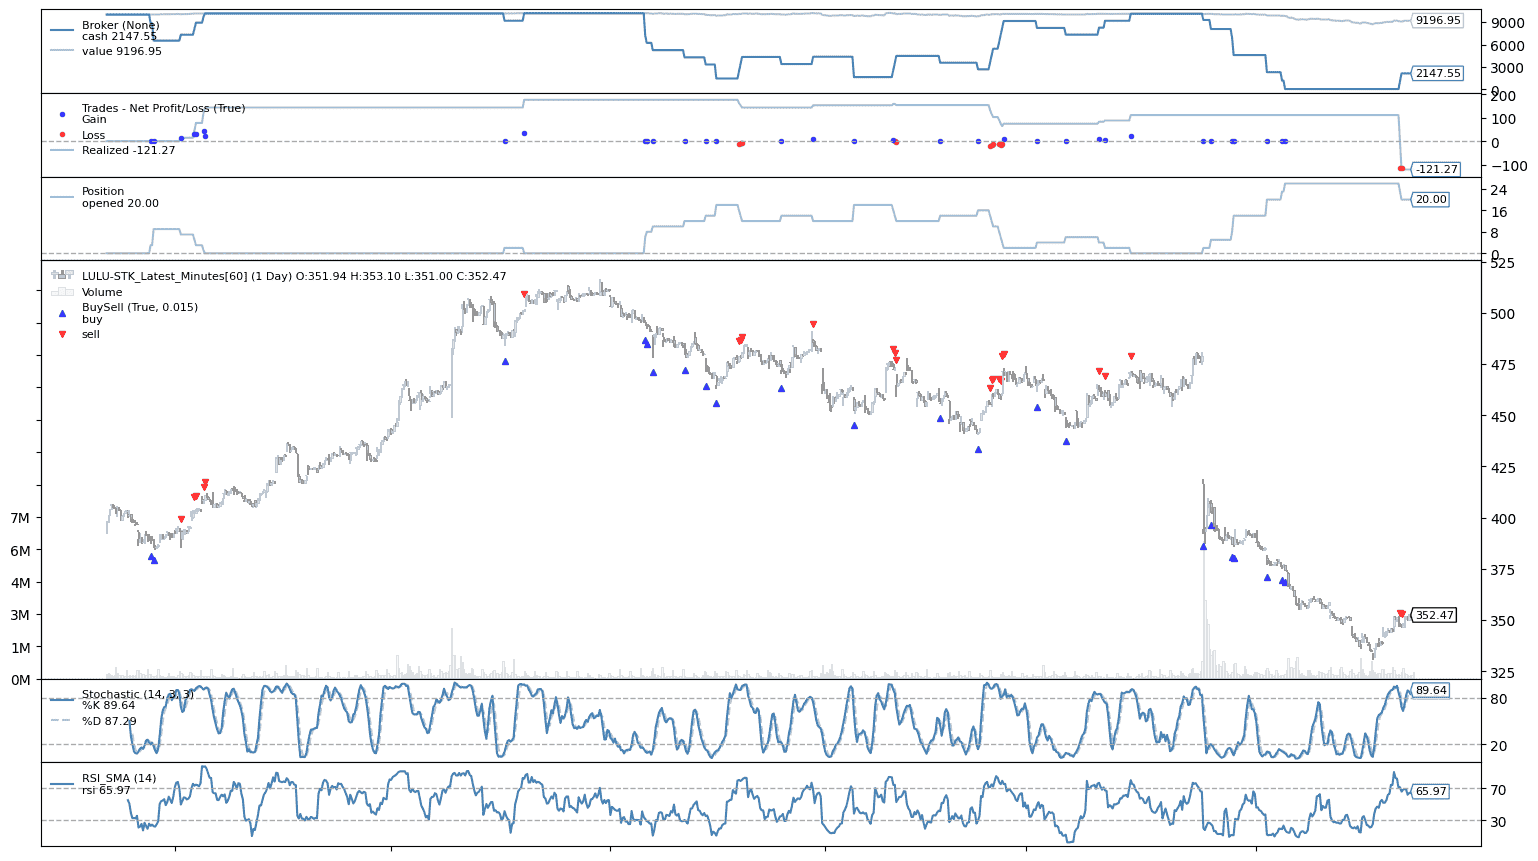 Broker (None)
cash 2147.55
value 9196.95
9196.95
2147.55
9000
6000
3000
0
Trades - Net Profit/Loss (True)
Gain
Loss
Realized -121.27
200
100
0
−100
-121.27
Position
opened 20.00
24
16
8
0
20.00
LULU-STK_Latest_Minutes[60] (1 Day) O:351.94 H:353.10 L:351.00 C:352.47
Volume
BuySell (True, 0.015)
buy
sell
525
500
475
450
425
400
375
350
325
352.47
7M
6M
4M
3M
1M
0M
Stochastic (14, 3, 3)
%K 89.64
%D 87.29
89.64
80
20
RSI_SMA (14)
rsi 65.97
70
65.97
30